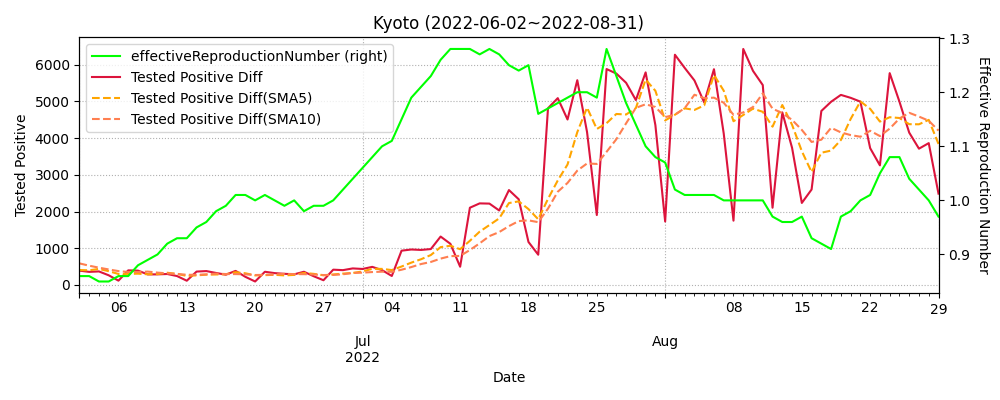 Kyoto (2022-06-02~2022-08-31)
effectiveReproductionNumber (right)
Tested Positive Diff
Tested Positive Diff(SMA5)
Tested Positive Diff(SMA10)
Tested Positive
6000
5000
4000
3000
2000
1000
0
1.3
1.2
1.1
1.0
0.9
Effective Reproduction Number
06 13 20 27 04 11 18 25 08 15 22 29
Jul Aug
2022
Date